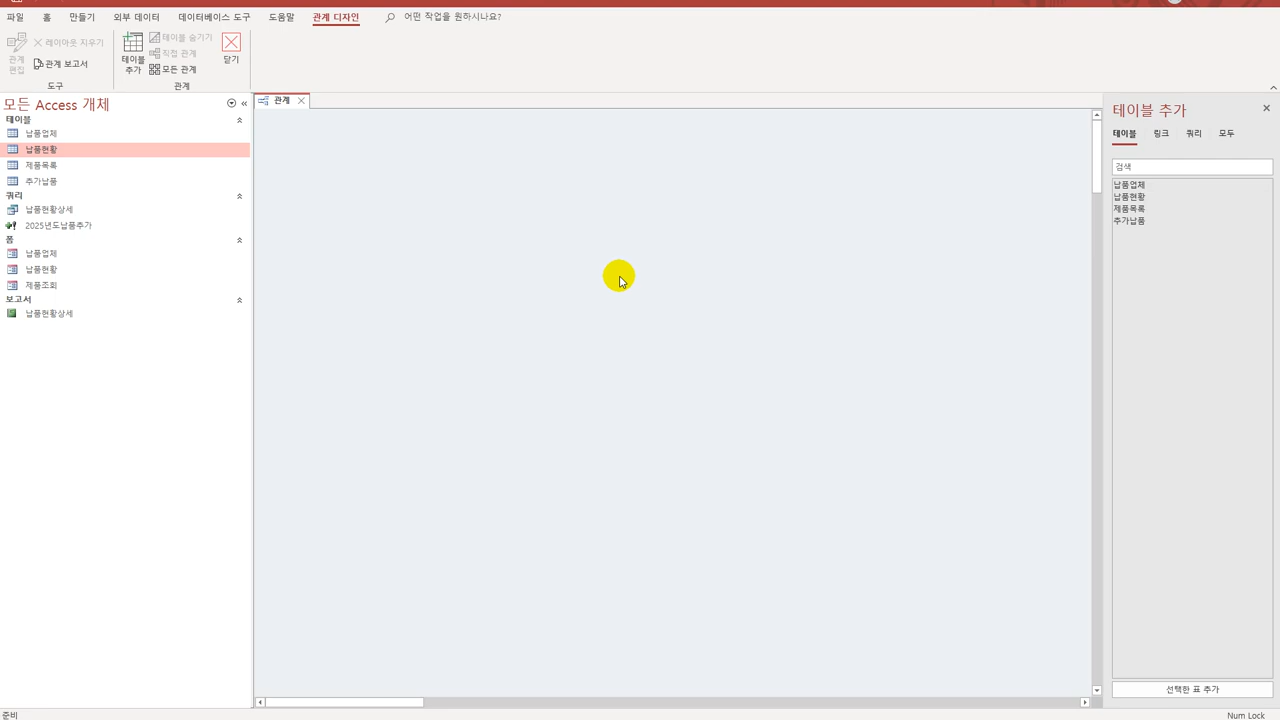 파일 홈 만들기 외부 데이터 데이터베이스 도구 도움말 관계 디자인 어떤 작업을 원하시나요?
관계 편집
레이아웃 지우기
관계 보고서
도구
테이블 추가
테이블 숨기기
직접 관계
모든 관계
닫기
관계
모든 Access 개체
테이블
납품업체
납품현황
제품목록
추가납품
쿼리
납품현황상세
2025년도납품추가
폼
납품업체
납품현황
제품조회
보고서
납품현황상세
관계
테이블 추가
테이블 링크 쿼리 모두
검색
납품업체
납품현황
제품목록
추가납품
선택한 표 추가
준비
Num Lock